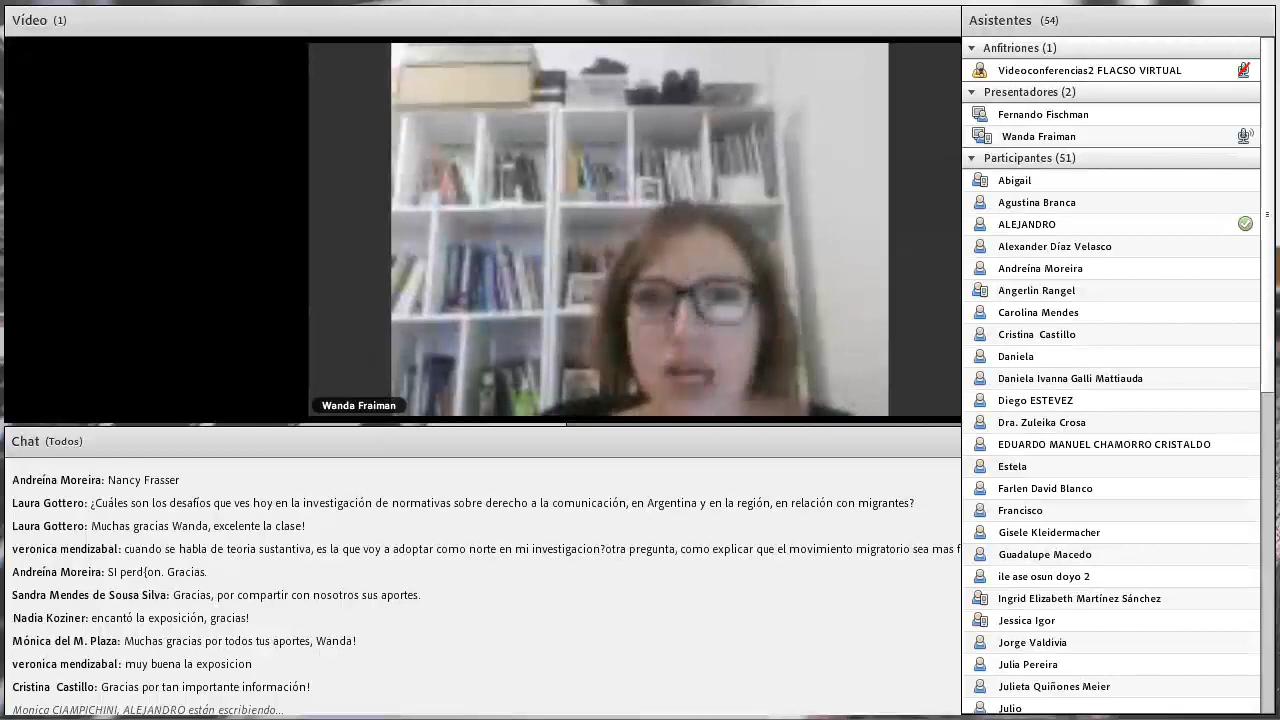 Vídeo (1)
Wanda Fraiman
Chat (Todos)
Andreína Moreira: Nancy Frasser
Laura Gottero: ¿Cuáles son los desafíos que ves hoy en la investigación de normativas sobre derecho a la comunicación, en Argentina y en la región, en relación con migrantes?
Laura Gottero: Muchas gracias Wanda, excelente la clase!
veronica mendizabal: cuando se habla de teoria sustantiva, es la que voy a adoptar como norte en mi investigacion?otra pregunta, como explicar que el movimiento migratorio sea mas f
Andreína Moreira: SI perd{on. Gracias.
Sandra Mendes de Sousa Silva: Gracias, por compartir con nosotros sus aportes.
Nadia Koziner: encantó la exposición, gracias!
Mónica del M. Plaza: Muchas gracias por todos tus aportes, Wanda!
veronica mendizabal: muy buena la exposicion
Cristina Castillo: Gracias por tan importante información!
Monica CIAMPICHINI, ALEJANDRO están escribiendo...
Asistentes (54)
Anfitriones (1)
Videoconferencias2 FLACSO VIRTUAL
Presentadores (2)
Fernando Fischman
Wanda Fraiman
Participantes (51)
Abigail
Agustina Branca
ALEJANDRO
Alexander Díaz Velasco
Andreína Moreira
Angerlin Rangel
Carolina Mendes
Cristina Castillo
Daniela
Daniela Ivanna Galli Mattiauda
Diego ESTEVEZ
Dra. Zuleika Crosa
EDUARDO MANUEL CHAMORRO CRISTALDO
Estela
Farlen David Blanco
Francisco
Gisele Kleidermacher
Guadalupe Macedo
ile ase osun doyo 2
Ingrid Elizabeth Martínez Sánchez
Jessica Igor
Jorge Valdivia
Julia Pereira
Julieta Quiñones Meier
Julio